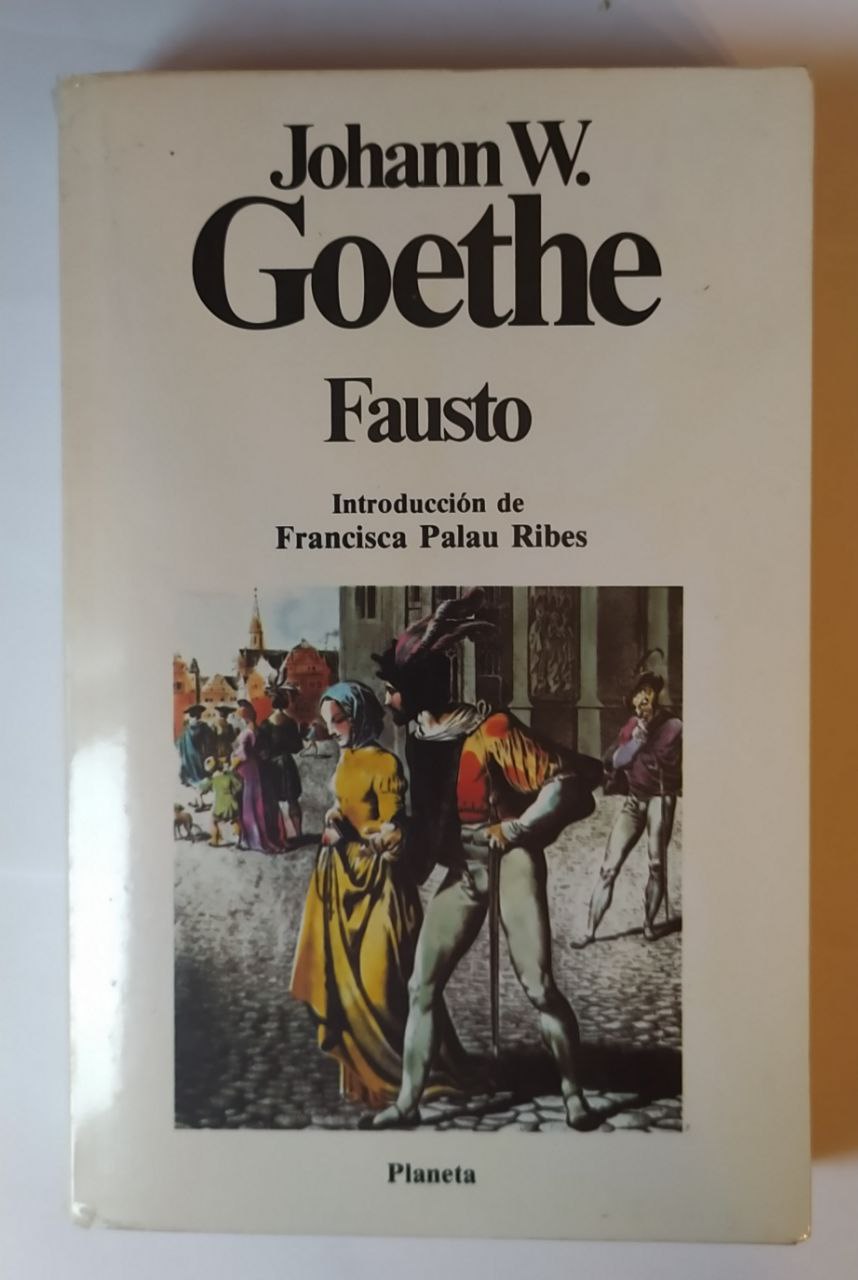 Johann W.
Goethe
Fausto
Introducción de
Francisca Palau Ribes
Planeta